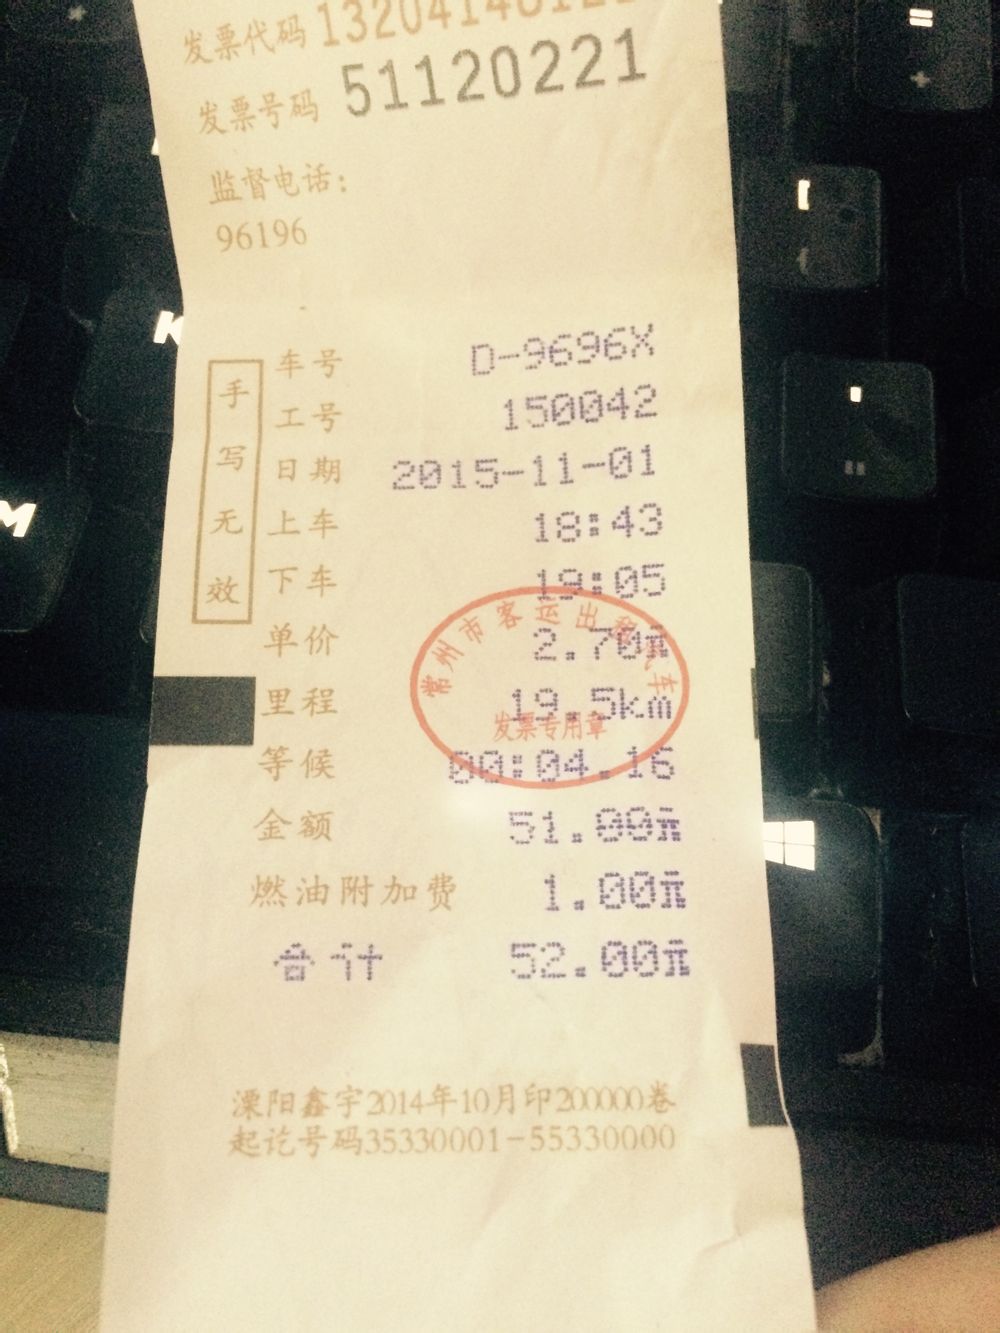 发票代码
发票号码 51120221
监督电话:
96196
手写无效
车号 D-9696X
工号 150042
日期 2015-11-01
上车 18:43
下车 19:05
单价 2.70元
里程 19.5km
等候 00:04.16
金额 51.00元
燃油附加费 1.00元
合计 52.00元
常州市客运出租汽车
发票专用章
溧阳鑫宇2014年10月印200000卷
起讫号码35330001-55330000
K
M